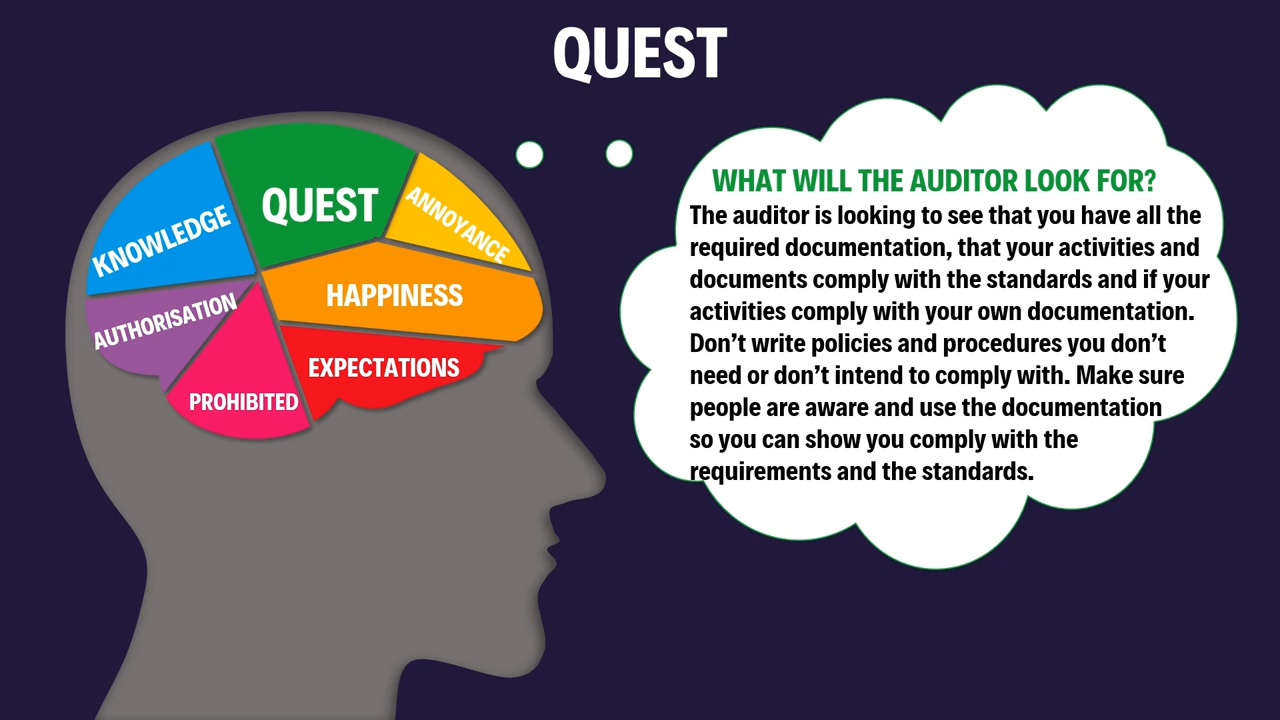 QUEST
KNOWLEDGE
QUEST
ANNOYANCE
AUTHORISATION
HAPPINESS
PROHIBITED
EXPECTATIONS
WHAT WILL THE AUDITOR LOOK FOR?
The auditor is looking to see that you have all the
required documentation, that your activities and
documents comply with the standards and if your
activities comply with your own documentation.
Don’t write policies and procedures you don’t
need or don’t intend to comply with. Make sure
people are aware and use the documentation
so you can show you comply with the
requirements and the standards.